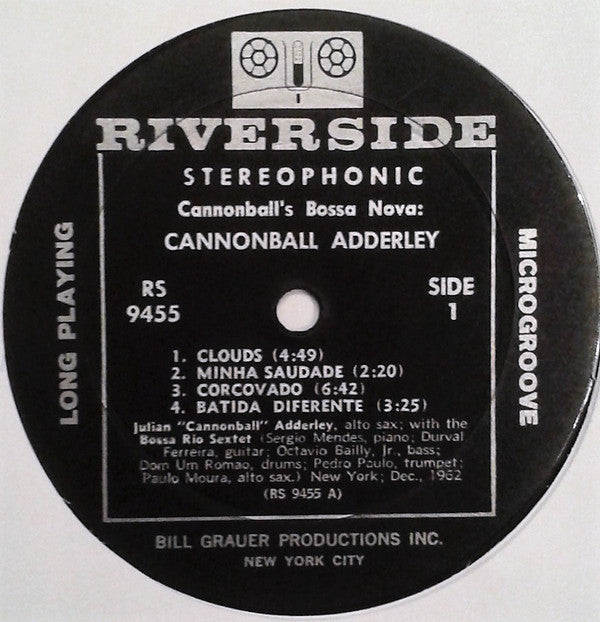 RIVERSIDE
STEREOPHONIC
Cannonball's Bossa Nova:
CANNONBALL ADDERLEY
RS
9455
SIDE
1
LONG PLAYING
MICROGROOVE
1. CLOUDS (4:49)
2. MINHA SAUDADE (2:20)
3. CORCOVADO (6:42)
4. BATIDA DIFERENTE (3:25)
Julian "Cannonball" Adderley, alto sax; with the
Bossa Rio Sextet (Sergio Mendes, piano; Durval
Ferreira, guitar; Octavio Bailly, Jr., bass;
Dom Um Romao, drums; Pedro Paulo, trumpet;
Paulo Moura, alto sax.) New York; Dec., 1962
(RS 9455 A)
BILL GRAUER PRODUCTIONS INC.
NEW YORK CITY